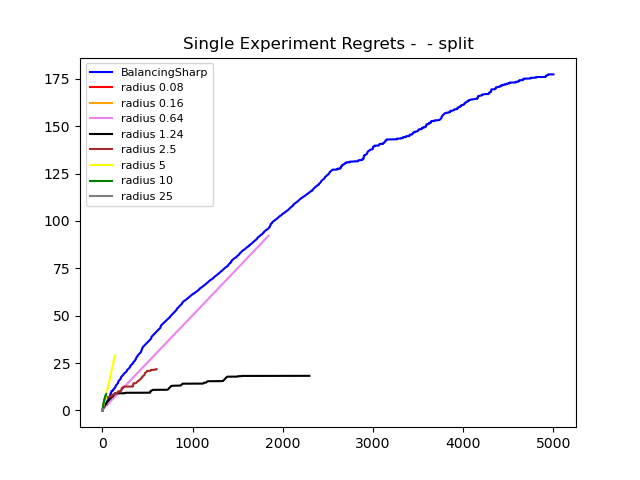 Single Experiment Regrets -  - split
BalancingSharp
radius 0.08
radius 0.16
radius 0.64
radius 1.24
radius 2.5
radius 5
radius 10
radius 25
175
150
125
100
75
50
25
0
0 1000 2000 3000 4000 5000